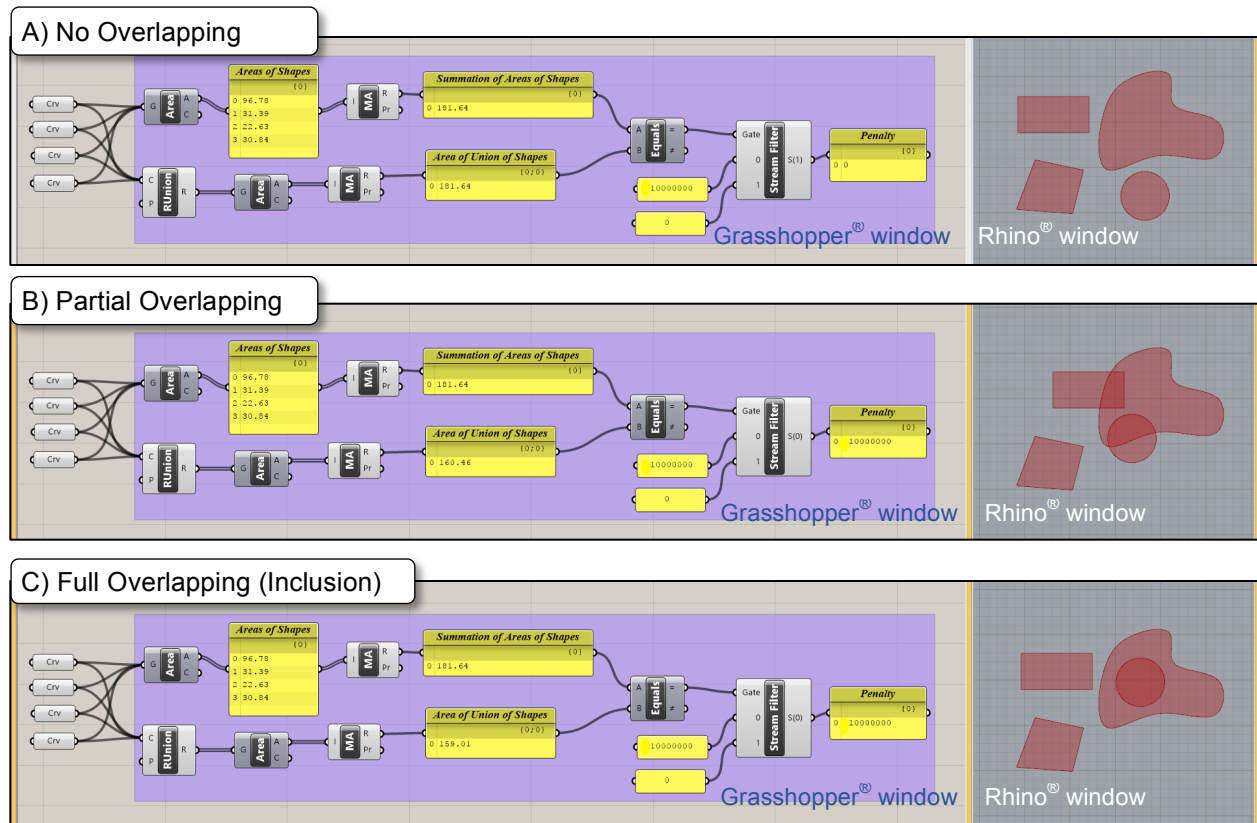 A) No Overlapping
Crv
Crv
Crv
Crv
G Area A C
Areas of Shapes
{0}
0 96.78
1 31.39
2 22.63
3 30.84
I MA R Pr
Summation of Areas of Shapes
{0}
0 181.64
C P RUnion R
G Area A C
I MA R Pr
Area of Union of Shapes
{0;0}
0 181.64
A B Equals = ≠
10000000
0
Gate 0 1 Stream Filter S(1)
Penalty
{0}
0 0
Grasshopper® window
Rhino® window
B) Partial Overlapping
Crv
Crv
Crv
Crv
G Area A C
Areas of Shapes
{0}
0 96.78
1 31.39
2 22.63
3 30.84
I MA R Pr
Summation of Areas of Shapes
{0}
0 181.64
C P RUnion R
G Area A C
I MA R Pr
Area of Union of Shapes
{0;0}
0 160.46
A B Equals = ≠
10000000
0
Gate 0 1 Stream Filter S(0)
Penalty
{0}
0 10000000
Grasshopper® window
Rhino® window
C) Full Overlapping (Inclusion)
Crv
Crv
Crv
Crv
G Area A C
Areas of Shapes
{0}
0 96.78
1 31.39
2 22.63
3 30.84
I MA R Pr
Summation of Areas of Shapes
{0}
0 181.64
C P RUnion R
G Area A C
I MA R Pr
Area of Union of Shapes
{0;0}
0 159.01
A B Equals = ≠
10000000
0
Gate 0 1 Stream Filter S(0)
Penalty
{0}
0 10000000
Grasshopper® window
Rhino® window